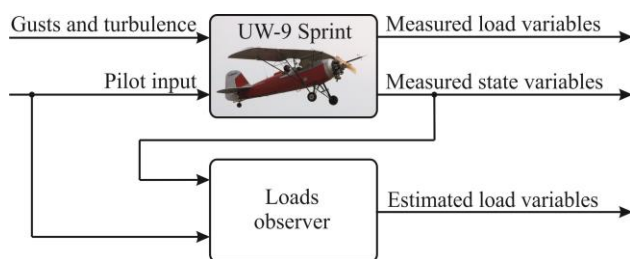 Gusts and turbulence
UW-9 Sprint
Measured load variables
Pilot input
Measured state variables
Loads
observer
Estimated load variables